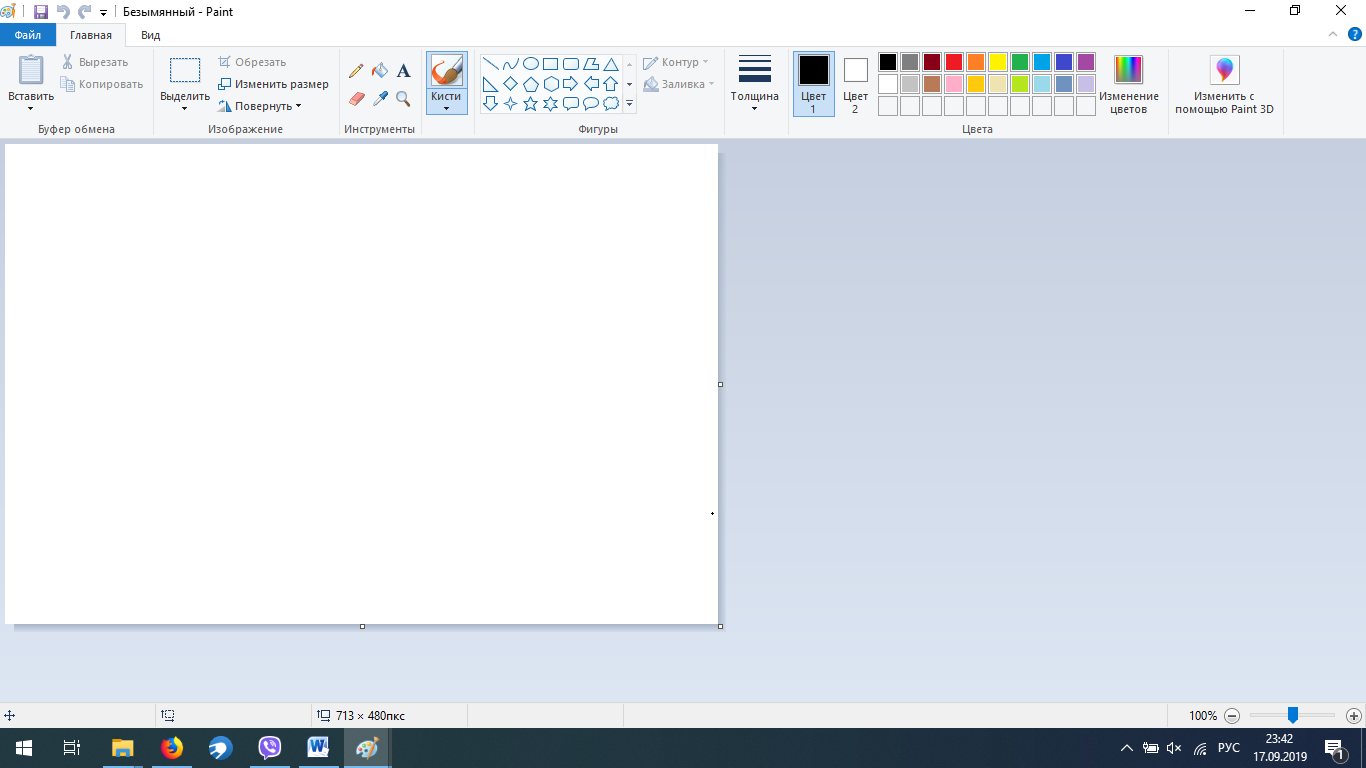 Безымянный - Paint
Файл
Главная
Вид
Вставить
Вырезать
Копировать
Буфер обмена
Выделить
Обрезать
Изменить размер
Повернуть
Изображение
A
Инструменты
Кисти
Контур
Заливка
Фигуры
Толщина
Цвет
1
Цвет
2
Изменение
цветов
Цвета
Изменить с
помощью Paint 3D
713 × 480пкс
100%
РУС
23:42
17.09.2019
1